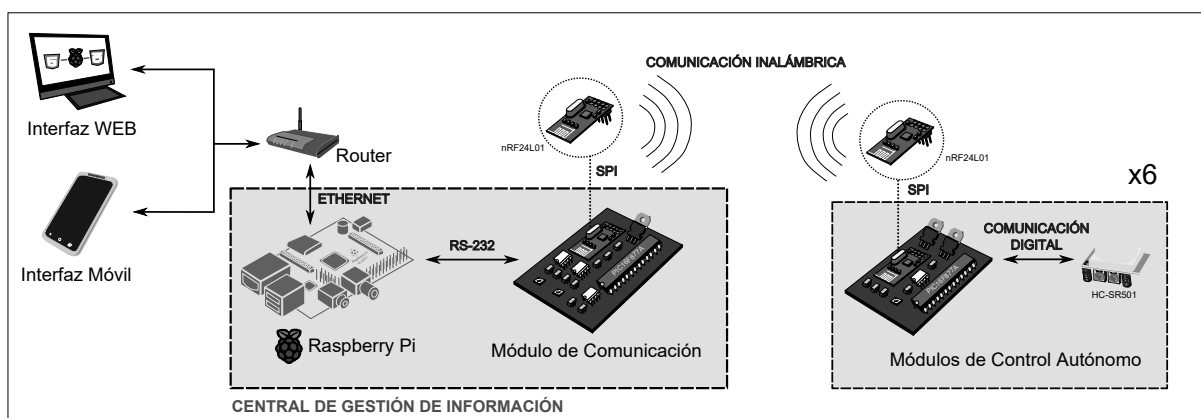 COMUNICACIÓN INALÁMBRICA
Interfaz WEB
Router
nRF24L01
nRF24L01
SPI
SPI
x6
ETHERNET
RS-232
COMUNICACIÓN
DIGITAL
Interfaz Móvil
HC-SR501
Raspberry Pi
Módulo de Comunicación
Módulos de Control Autónomo
CENTRAL DE GESTIÓN DE INFORMACIÓN